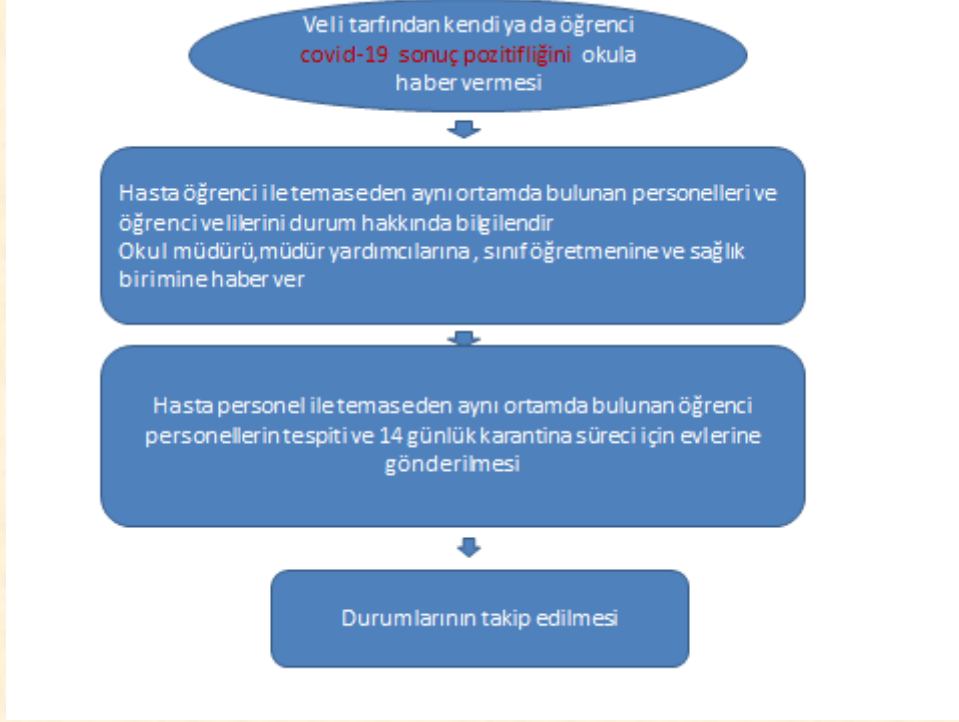 Veli tarfından kendi ya da öğrenci
covid-19 sonuç pozitifliğini okula
haber vermesi
Hasta öğrenci ile temas eden aynı ortamda bulunan personelleri ve
öğrenci velilerini durum hakkında bilgilendir
Okul müdürü,müdür yardımcılarına , sınıf öğretmenine ve sağlık
birimine haber ver
Hasta personel ile temas eden aynı ortamda bulunan öğrenci
personellerin tespiti ve 14 günlük karantina süreci için evlerine
gönderilmesi
Durumlarının takip edilmesi